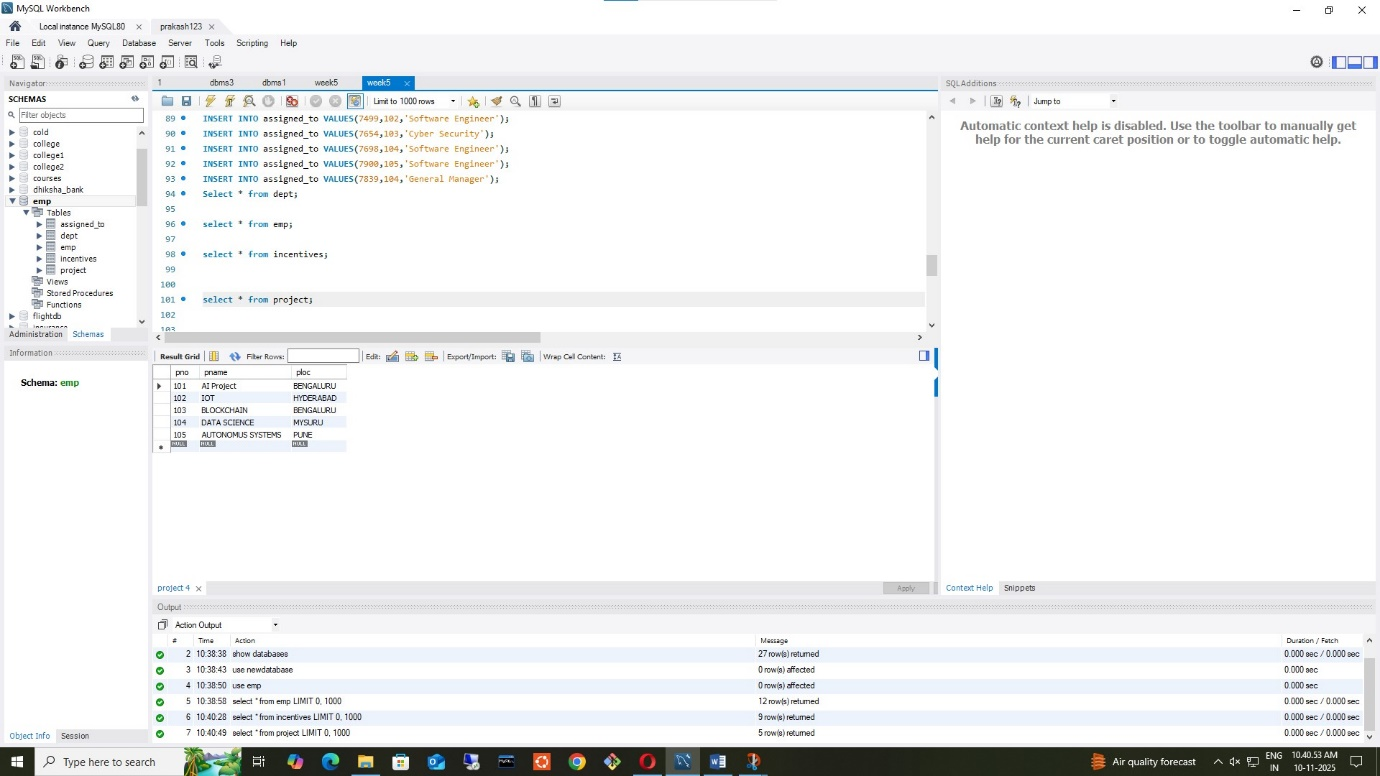 MySQL Workbench
Local instance MySQL80 × prakash123 ×
File Edit View Query Database Server Tools Scripting Help
Navigator
SCHEMAS
Filter objects
cold
college
college1
college2
courses
dhiksha_bank
emp
Tables
assigned_to
dept
emp
incentives
project
Views
Stored Procedures
Functions
flightdb
insurance
Administration Schemas
Information
Schema: emp
Object Info Session
1 dbms3 dbms1 week5 week5 ×
Limit to 1000 rows
89 INSERT INTO assigned_to VALUES(7499,102,'Software Engineer');
90 INSERT INTO assigned_to VALUES(7654,103,'Cyber Security');
91 INSERT INTO assigned_to VALUES(7698,104,'Software Engineer');
92 INSERT INTO assigned_to VALUES(7900,105,'Software Engineer');
93 INSERT INTO assigned_to VALUES(7839,104,'General Manager');
94 Select * from dept;
95
96 select * from emp;
97
98 select * from incentives;
99
100
101 select * from project;
102
103
Result Grid Filter Rows: Edit: Export/Import: Wrap Cell Content:
pno pname ploc
101 AI Project BENGALURU
102 IOT HYDERABAD
103 BLOCKCHAIN BENGALURU
104 DATA SCIENCE MYSURU
105 AUTONOMUS SYSTEMS PUNE
NULL NULL NULL
project 4 × Apply
SQLAdditions
Jump to
Automatic context help is disabled. Use the toolbar to manually get
help for the current caret position or to toggle automatic help.
Context Help Snippets
Output
Action Output
# Time Action Message Duration / Fetch
2 10:38:38 show databases 27 row(s) returned 0.000 sec / 0.000 sec
3 10:38:43 use newdatabase 0 row(s) affected 0.000 sec
4 10:38:50 use emp 0 row(s) affected 0.000 sec
5 10:38:58 select * from emp LIMIT 0, 1000 12 row(s) returned 0.000 sec / 0.000 sec
6 10:40:28 select * from incentives LIMIT 0, 1000 9 row(s) returned 0.000 sec / 0.000 sec
7 10:40:49 select * from project LIMIT 0, 1000 5 row(s) returned 0.000 sec / 0.000 sec
Type here to search
Air quality forecast
ENG
IN
10.40.53 AM
10-11-2025